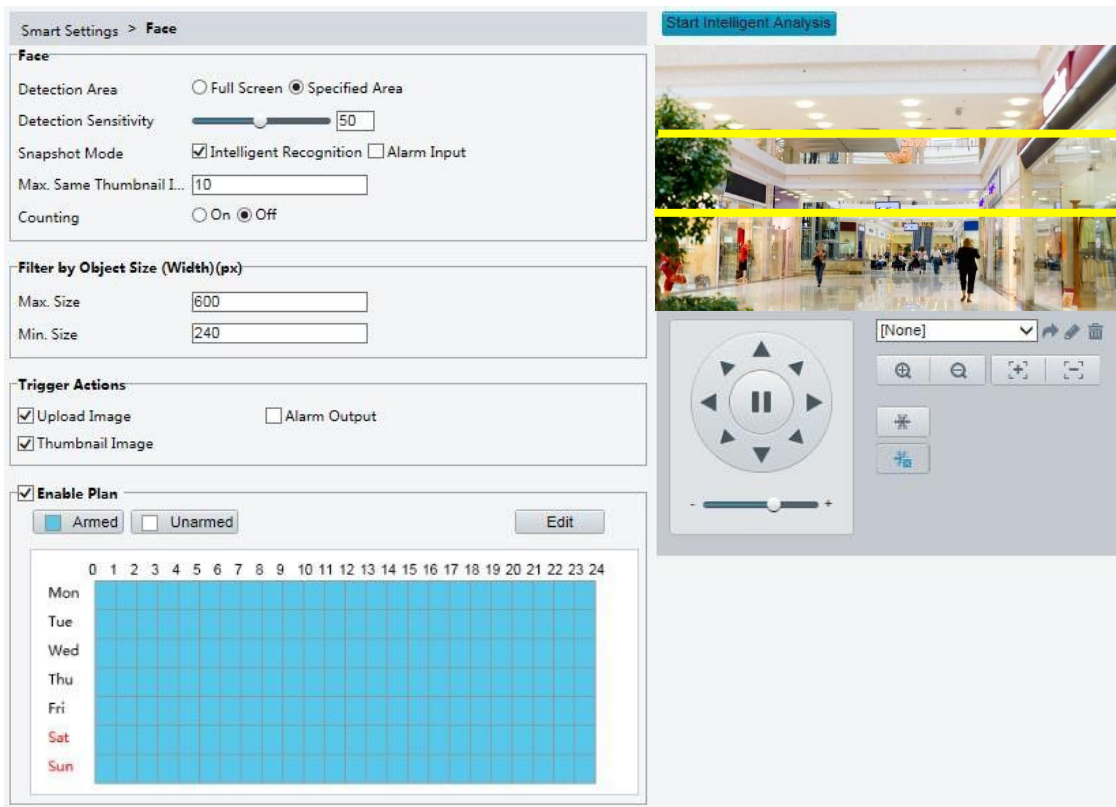 Smart Settings > Face
Face
Detection Area Full Screen Specified Area
Detection Sensitivity 50
Snapshot Mode Intelligent Recognition Alarm Input
Max. Same Thumbnail I... 10
Counting On Off
Filter by Object Size (Width)(px)
Max. Size 600
Min. Size 240
Trigger Actions
Upload Image Alarm Output
Thumbnail Image
Enable Plan
Armed Unarmed Edit
0 1 2 3 4 5 6 7 8 9 10 11 12 13 14 15 16 17 18 19 20 21 22 23 24
Mon
Tue
Wed
Thu
Fri
Sat
Sun
Start Intelligent Analysis
[None]
- +